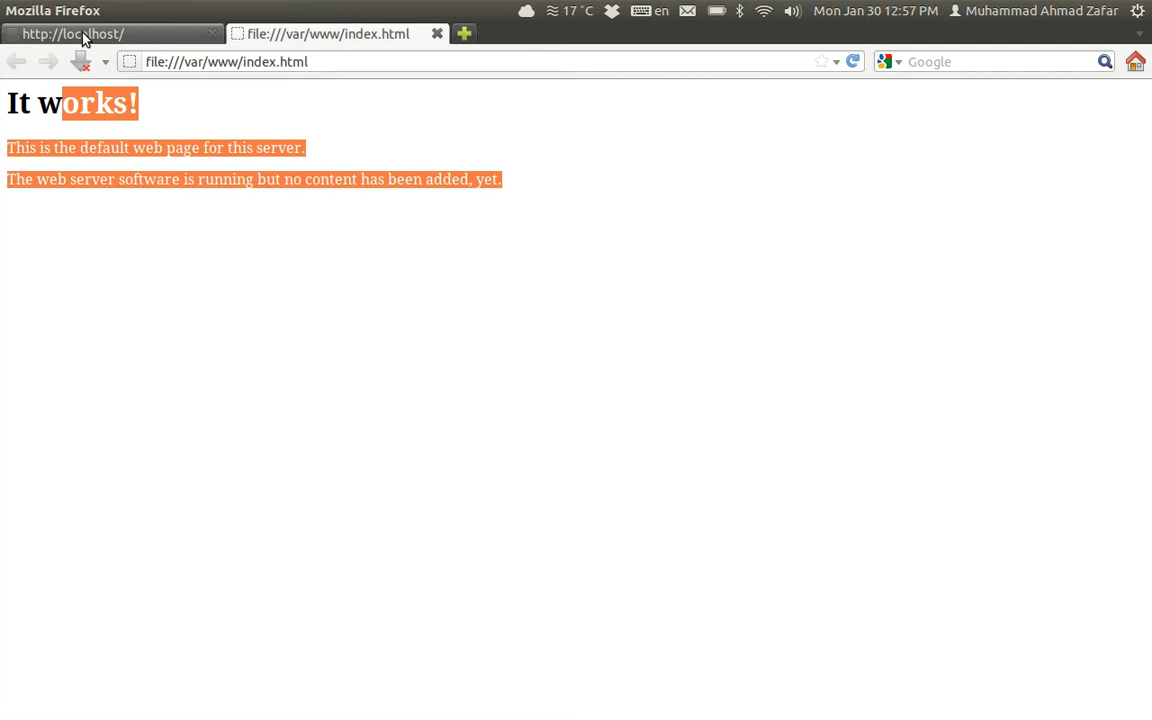 Mozilla Firefox
17 °C
en
Mon Jan 30 12:57 PM
Muhammad Ahmad Zafar
http://localhost/
file:///var/www/index.html
file:///var/www/index.html
Google
It works!
This is the default web page for this server.
The web server software is running but no content has been added, yet.